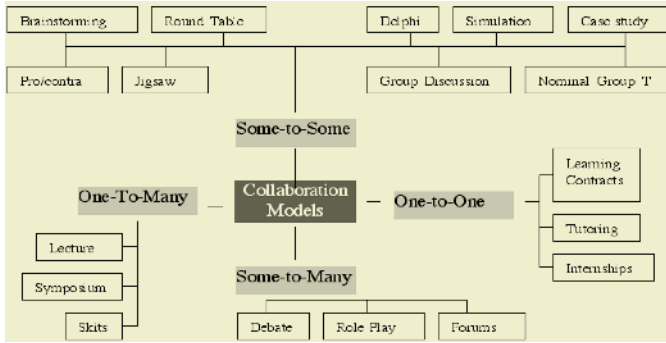 Brainstorming
Round Table
Delphi
Simulation
Case study
Pro/contra
Jigsaw
Group Discussion
Nominal Group T
Some-to-Some
Learning
Contracts
One-To-Many
Collaboration
Models
One-to-One
Tutoring
Lecture
Internships
Some-to-Many
Symposium
Skits
Debate
Role Play
Forums